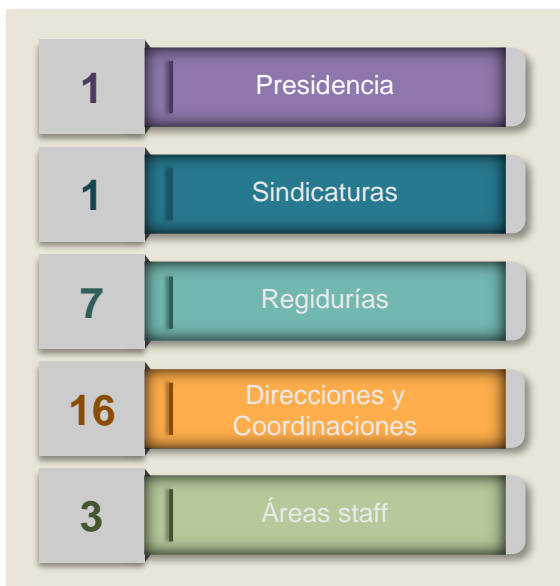 1
Presidencia
1
Sindicaturas
7
Regidurías
16
Direcciones y
Coordinaciones
3
Áreas staff